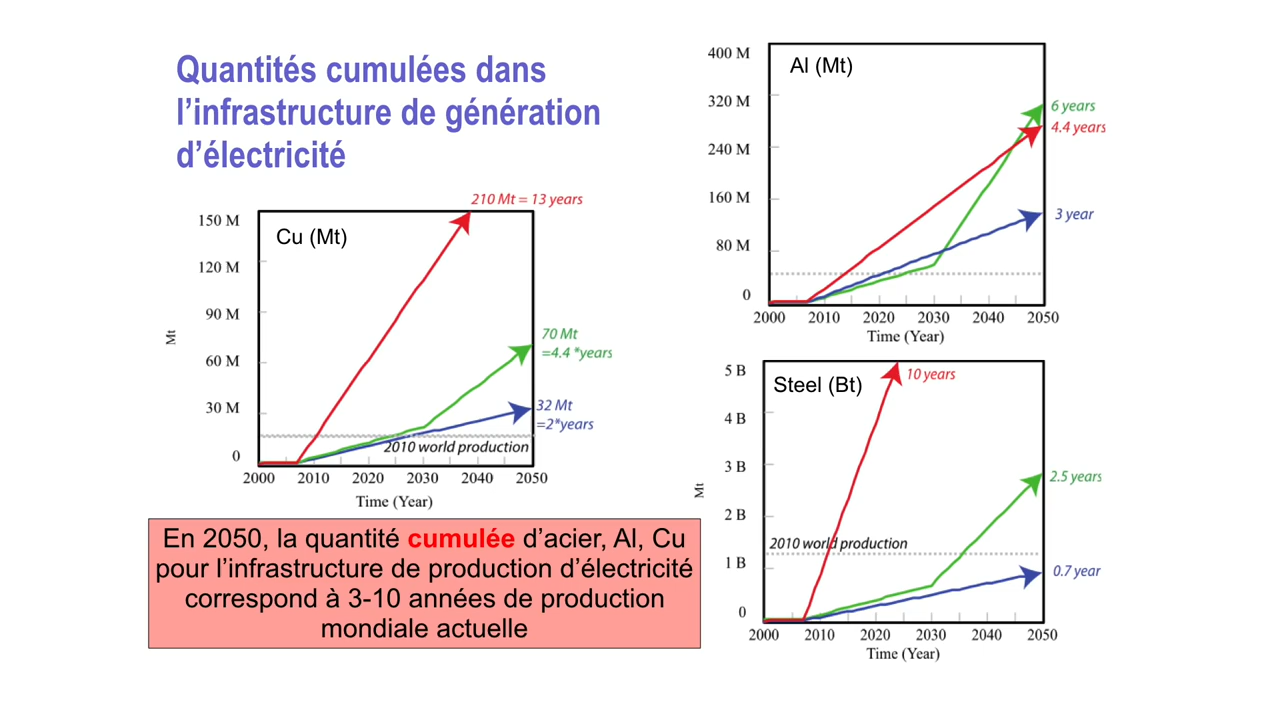 Quantités cumulées dans
l’infrastructure de génération
d’électricité
210 Mt = 13 years
150 M
Cu (Mt)
120 M
90 M
Mt
70 Mt
=4.4 *years
60 M
32 Mt
=2*years
30 M
2010 world production
0
2000 2010 2020 2030 2040 2050
Time (Year)
En 2050, la quantité cumulée d’acier, Al, Cu
pour l’infrastructure de production d’électricité
correspond à 3-10 années de production
mondiale actuelle
400 M
Al (Mt)
320 M
6 years
4.4 years
240 M
160 M
3 year
80 M
0
2000 2010 2020 2030 2040 2050
Time (Year)
5 B
10 years
Steel (Bt)
4 B
3 B
2.5 years
Mt
2 B
2010 world production
1 B
0.7 year
0
2000 2010 2020 2030 2040 2050
Time (Year)